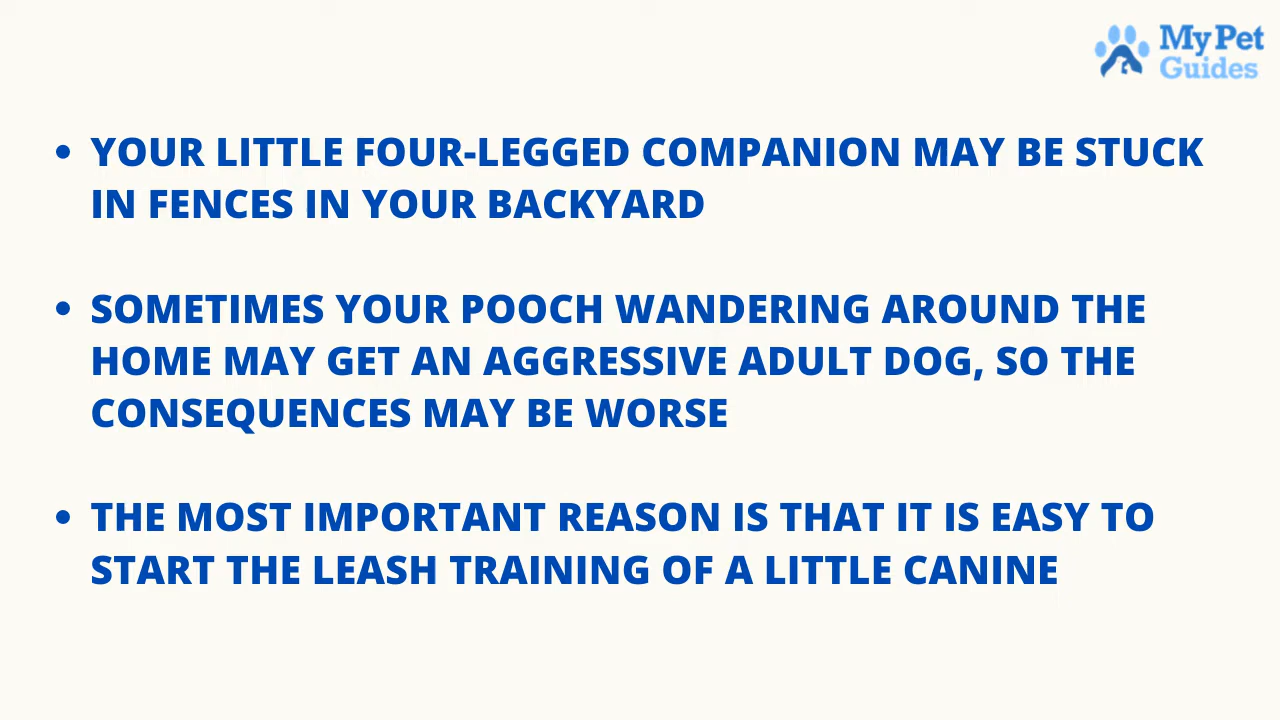 My Pet
Guides
• YOUR LITTLE FOUR-LEGGED COMPANION MAY BE STUCK
IN FENCES IN YOUR BACKYARD
• SOMETIMES YOUR POOCH WANDERING AROUND THE
HOME MAY GET AN AGGRESSIVE ADULT DOG, SO THE
CONSEQUENCES MAY BE WORSE
• THE MOST IMPORTANT REASON IS THAT IT IS EASY TO
START THE LEASH TRAINING OF A LITTLE CANINE